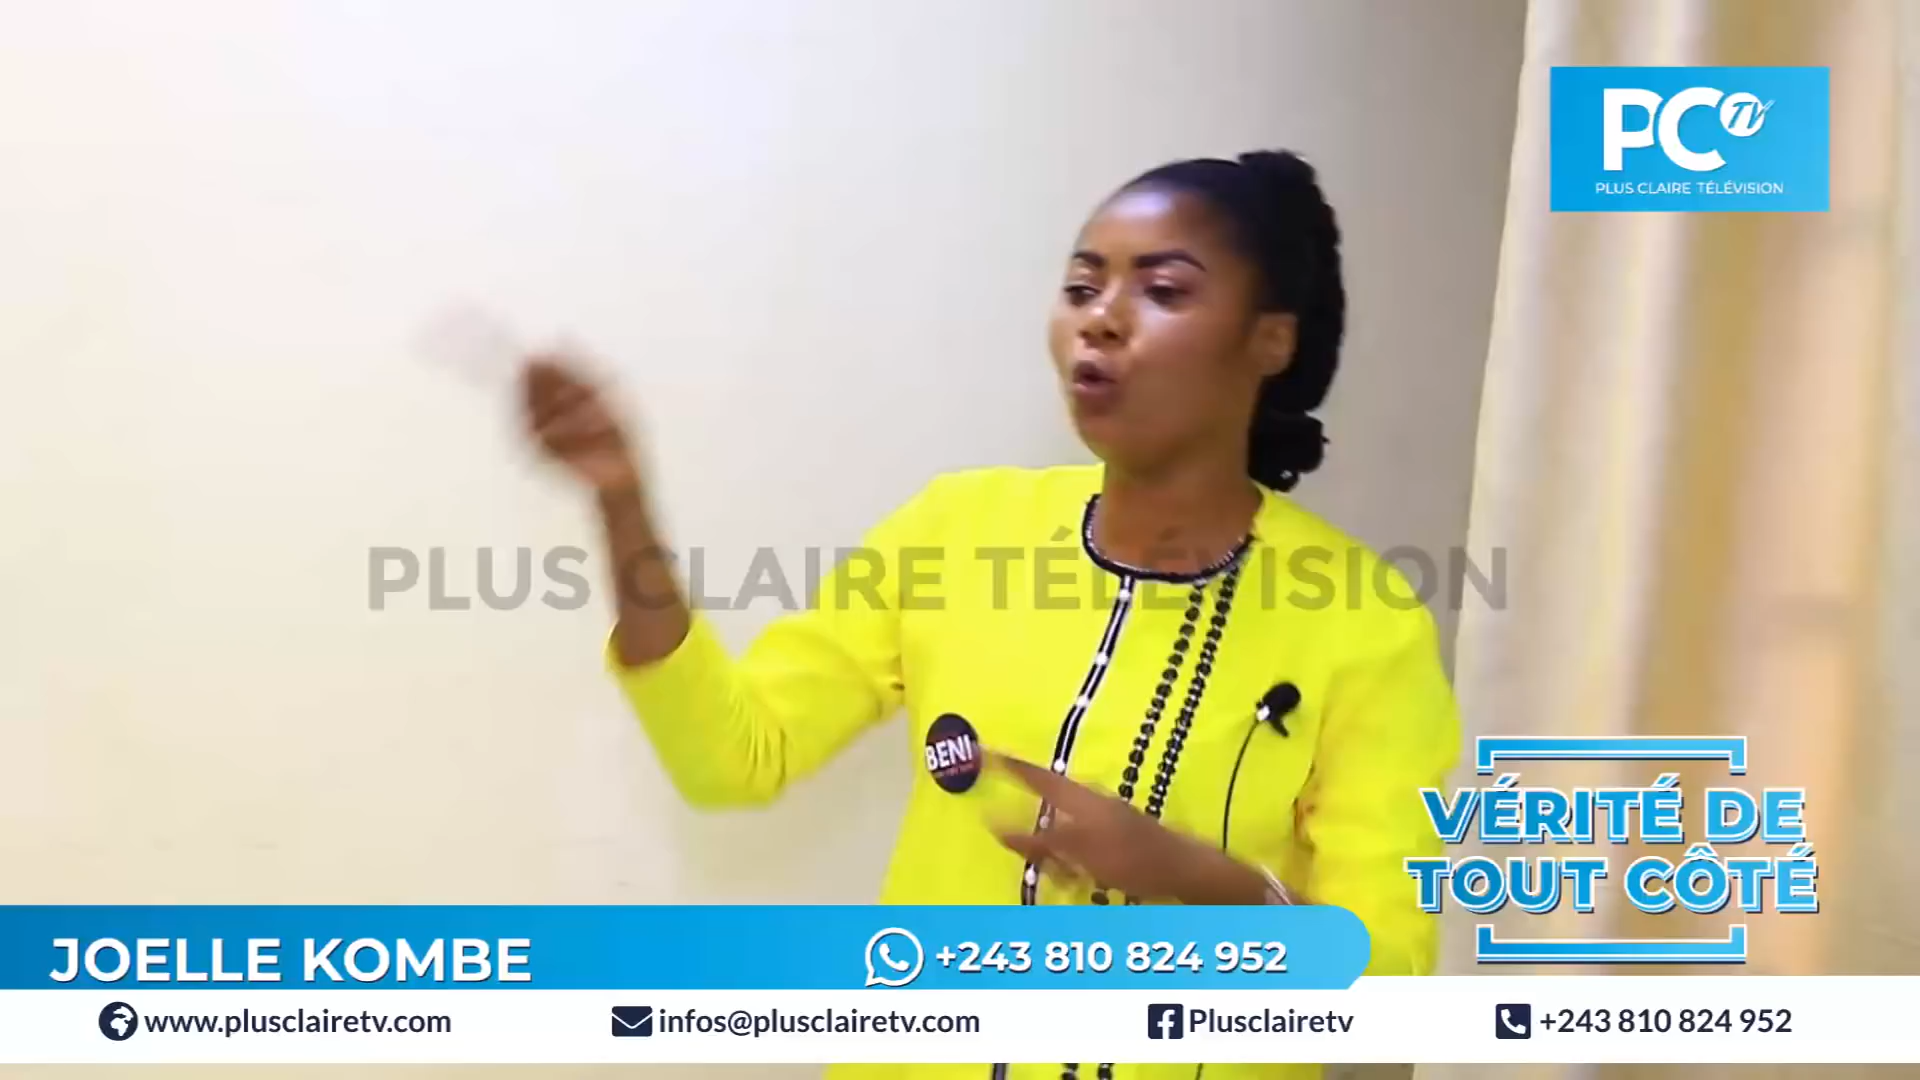 PC TV
PLUS CLAIRE TÉLÉVISION
PLUS CLAIRE TÉLÉVISION
BENI
VÉRITÉ DE
TOUT CÔTÉ
JOELLE KOMBE
+243 810 824 952
www.plusclairetv.com
infos@plusclairetv.com
Plusclairetv
+243 810 824 952